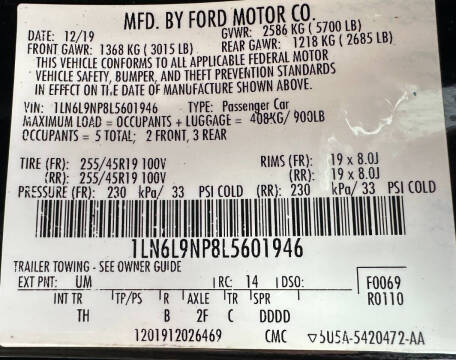 MFD. BY FORD MOTOR CO.
DATE: 12/19 GVWR: 2586 KG ( 5700 LB)
FRONT GAWR: 1368 KG ( 3015 LB) REAR GAWR: 1218 KG ( 2685 LB)
THIS VEHICLE CONFORMS TO ALL APPLICABLE FEDERAL MOTOR
VEHICLE SAFETY, BUMPER, AND THEFT PREVENTION STANDARDS
IN EFFECT ON THE DATE OF MANUFACTURE SHOWN ABOVE.
VIN: 1LN6L9NP8L5601946 TYPE: Passenger Car
MAXIMUM LOAD = OCCUPANTS + LUGGAGE = 408KG/ 900LB
OCCUPANTS = 5 TOTAL; 2 FRONT, 3 REAR
TIRE (FR): 255/45R19 100V RIMS (FR): 19 x 8.0J
(RR): 255/45R19 100V (RR): 19 x 8.0J
PRESSURE (FR): 230 kPa/ 33 PSI COLD (RR): 230 kPa/ 33 PSI COLD
1LN6L9NP8L5601946
TRAILER TOWING - SEE OWNER GUIDE
EXT PNT: UM RC: 14 DSO: F0069
INT TR TP/PS R AXLE TR SPR R0110
TH B 2F C DDDD
1201912026469 CMC ▽5U5A-5420472-AA